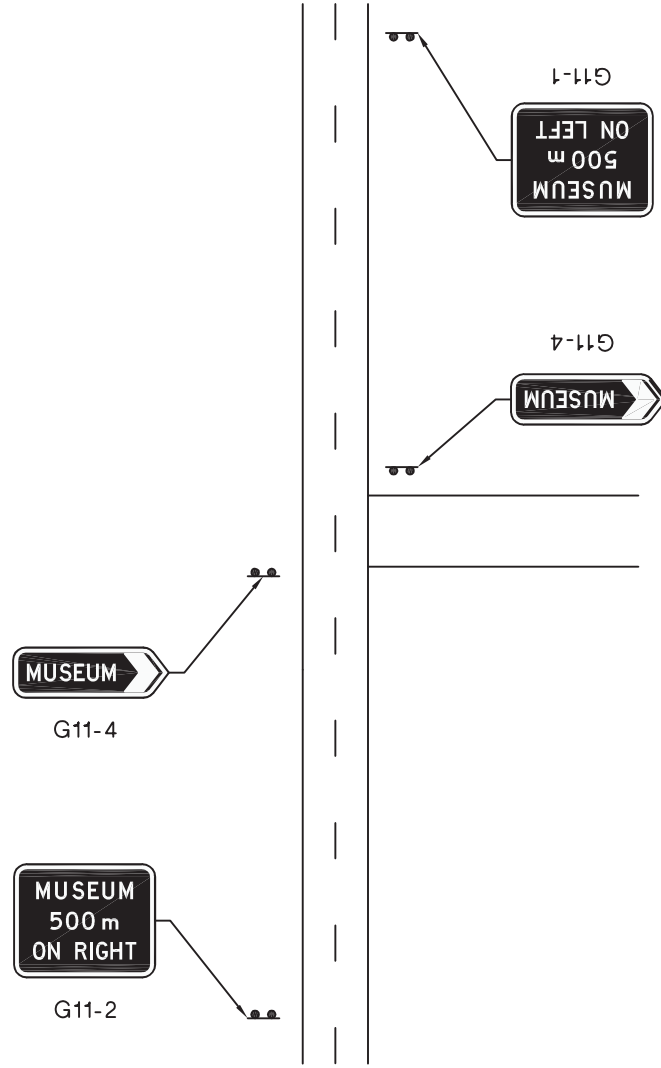 G11-1
MUSEUM
500 m
ON LEFT
G11-4
MUSEUM
MUSEUM
G11-4
MUSEUM
500 m
ON RIGHT
G11-2